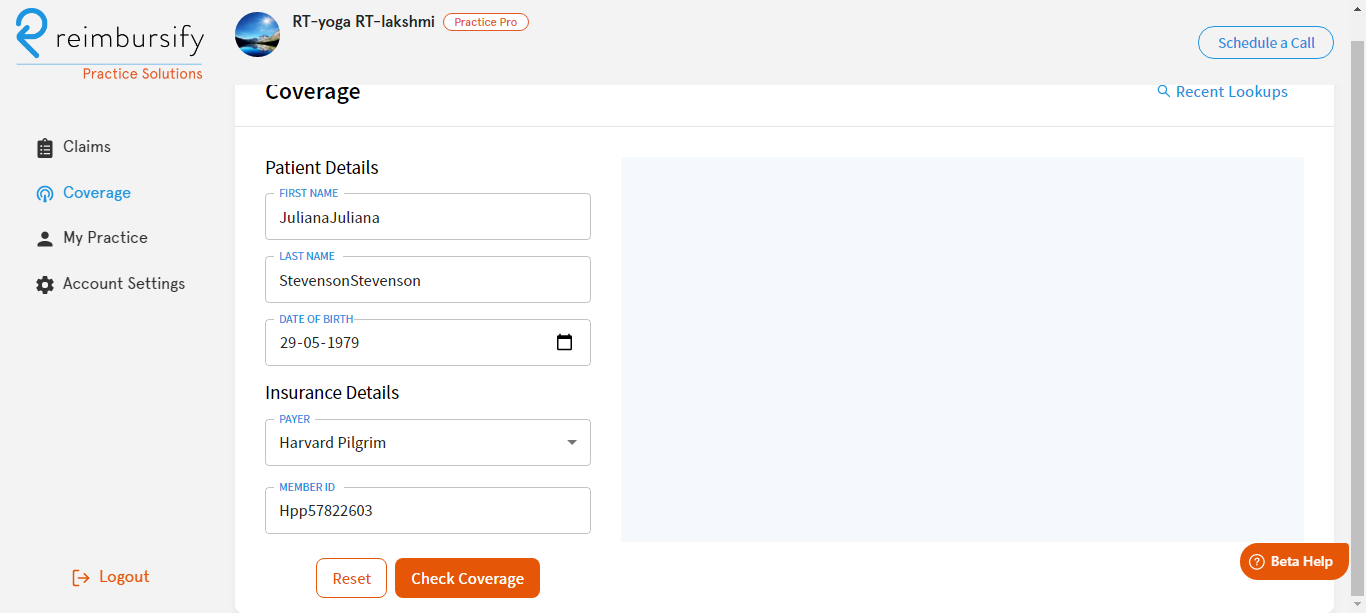 reimbursify
Practice Solutions
RT-yoga RT-lakshmi
Practice Pro
Schedule a Call
Claims
Coverage
My Practice
Account Settings
Logout
Coverage
Recent Lookups
Patient Details
FIRST NAME
JulianaJuliana
LAST NAME
StevensonStevenson
DATE OF BIRTH
29-05-1979
Insurance Details
PAYER
Harvard Pilgrim
MEMBER ID
Hpp57822603
Reset
Check Coverage
Beta Help